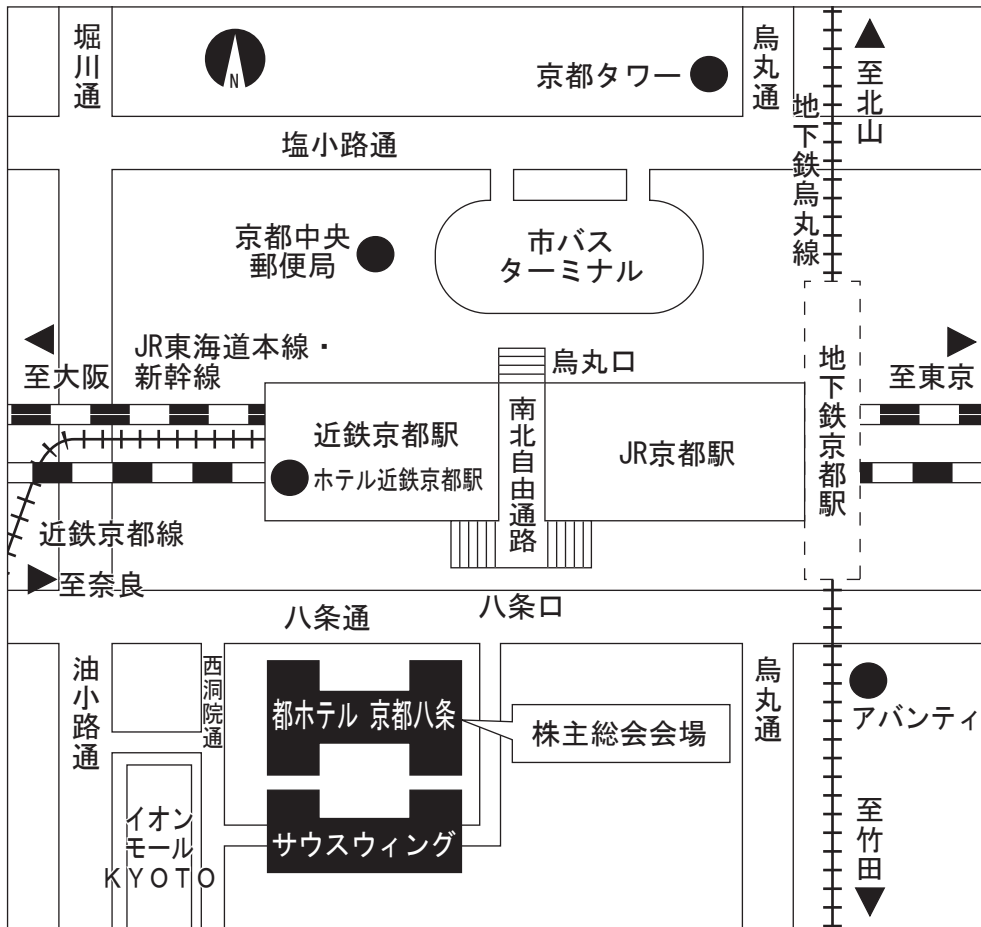 堀川通
N
京都タワー
烏丸通
至北山
地下鉄烏丸線
塩小路通
京都中央
郵便局
市バス
ターミナル
至大阪
JR東海道本線・
新幹線
烏丸口
至東京
地下鉄京都駅
近鉄京都駅
ホテル近鉄京都駅
南北自由通路
JR京都駅
近鉄京都線
至奈良
八条通
八条口
油小路通
西洞院通
都ホテル 京都八条
株主総会会場
烏丸通
アバンティ
イオン
モール
KYOTO
サウスウィング
至竹田